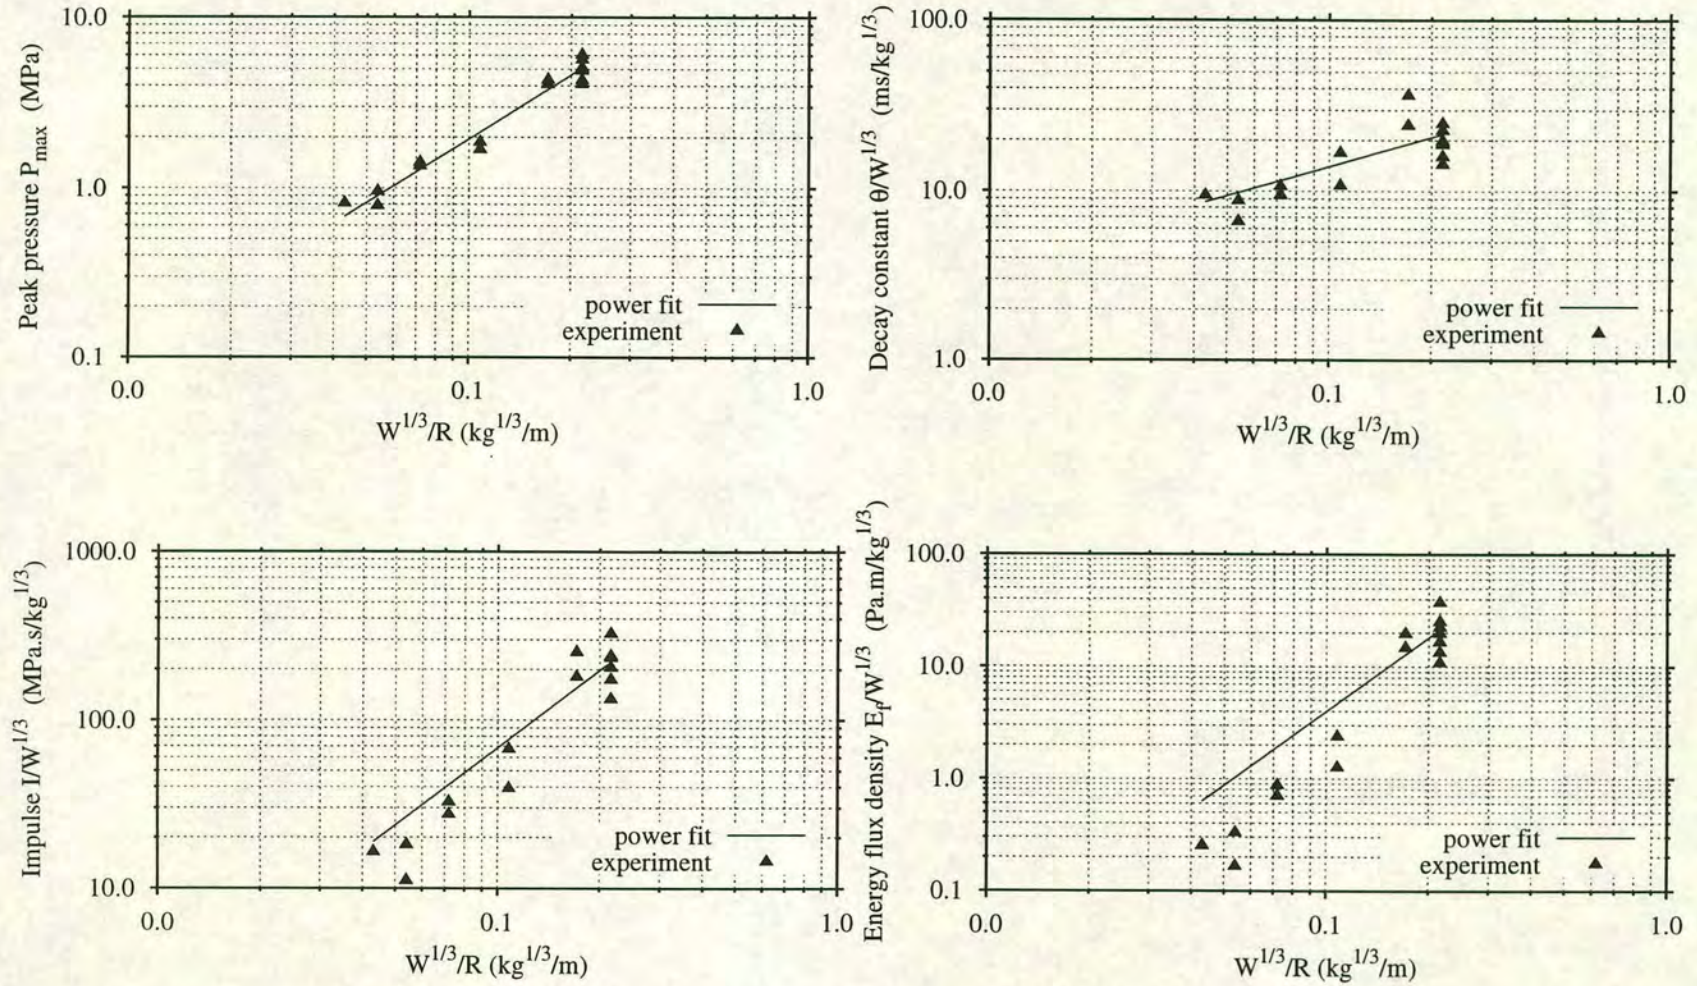 Peak pressure P_max (MPa)
10.0
1.0
0.1
power fit
experiment
0.0 0.1 1.0
W^1/3/R (kg^1/3/m)
Decay constant θ/W^1/3 (ms/kg^1/3)
100.0
10.0
1.0
power fit
experiment
0.0 0.1 1.0
W^1/3/R (kg^1/3/m)
Impulse I/W^1/3 (MPa.s/kg^1/3)
1000.0
100.0
10.0
power fit
experiment
0.0 0.1 1.0
W^1/3/R (kg^1/3/m)
Energy flux density E_f/W^1/3 (Pa.m/kg^1/3)
100.0
10.0
1.0
0.1
power fit
experiment
0.0 0.1 1.0
W^1/3/R (kg^1/3/m)